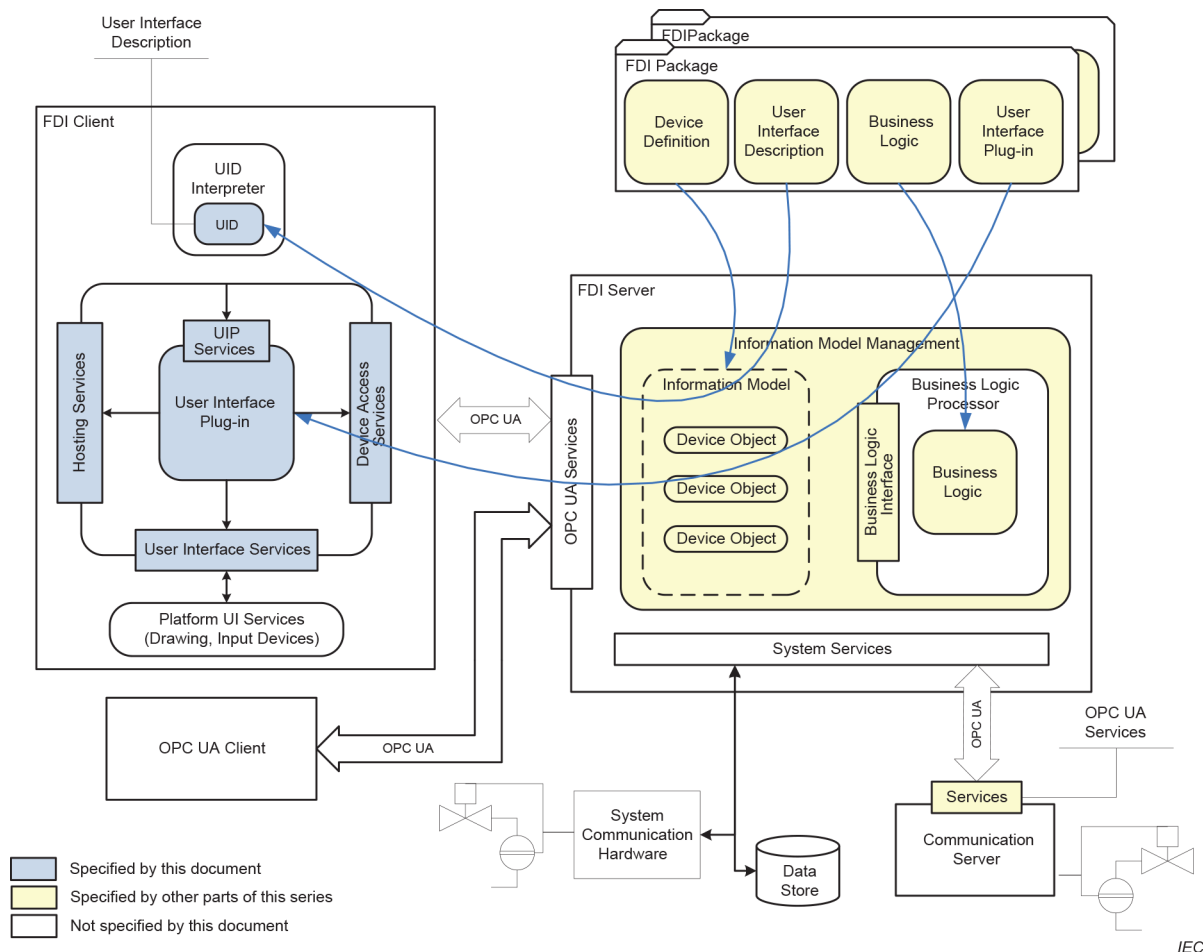 User Interface
Description
FDIPackage
FDI Package
Device
Definition
User
Interface
Description
Business
Logic
User
Interface
Plug-in
FDI Client
UID
Interpreter
UID
UIP
Services
Hosting Services
User Interface
Plug-in
Device Access
Services
User Interface Services
Platform UI Services
(Drawing, Input Devices)
OPC UA
FDI Server
OPC UA Services
Information Model Management
Information Model
Device Object
Device Object
Device Object
Business Logic
Processor
Business Logic
Interface
Business
Logic
System Services
OPC UA Client
OPC UA
OPC UA
OPC UA
Services
Services
Communication
Server
System
Communication
Hardware
Data
Store
Specified by this document
Specified by other parts of this series
Not specified by this document
IEC